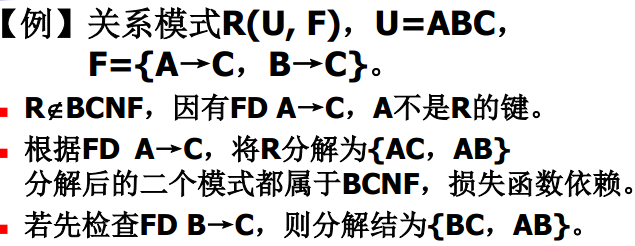 【例】关系模式R(U, F)，U=ABC，
F={A→C，B→C}。
R∉BCNF，因有FD A→C，A不是R的键。
根据FD A→C，将R分解为{AC，AB}
分解后的二个模式都属于BCNF，损失函数依赖。
若先检查FD B→C，则分解结为{BC，AB}。